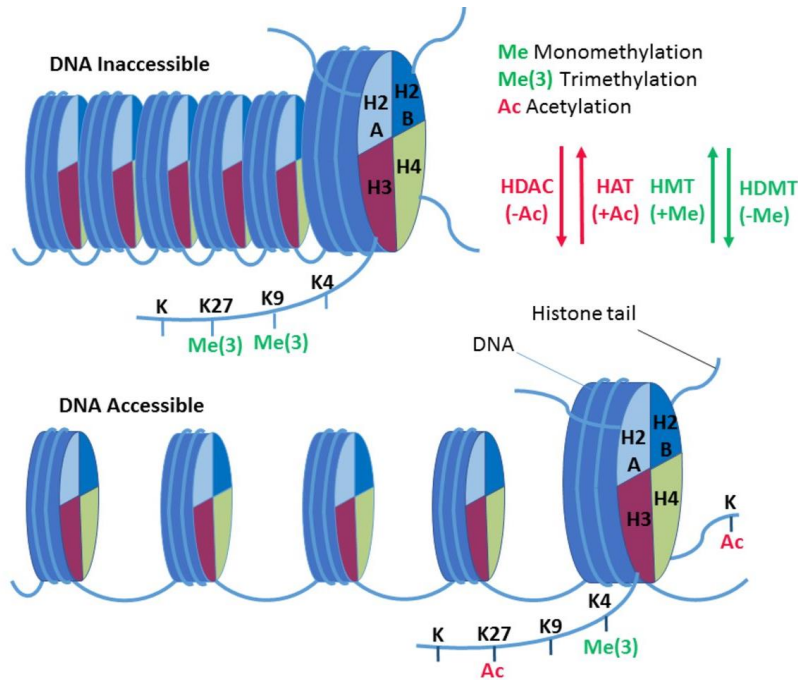 DNA Inaccessible
Me Monomethylation
Me(3) Trimethylation
Ac Acetylation
H2
A
H2
B
H3
H4
HDAC
(-Ac)
HAT
(+Ac)
HMT
(+Me)
HDMT
(-Me)
K
K27
K9
K4
Me(3)
Me(3)
Histone tail
DNA
DNA Accessible
H2
A
H2
B
H3
H4
K
Ac
K
K27
K9
K4
Ac
Me(3)